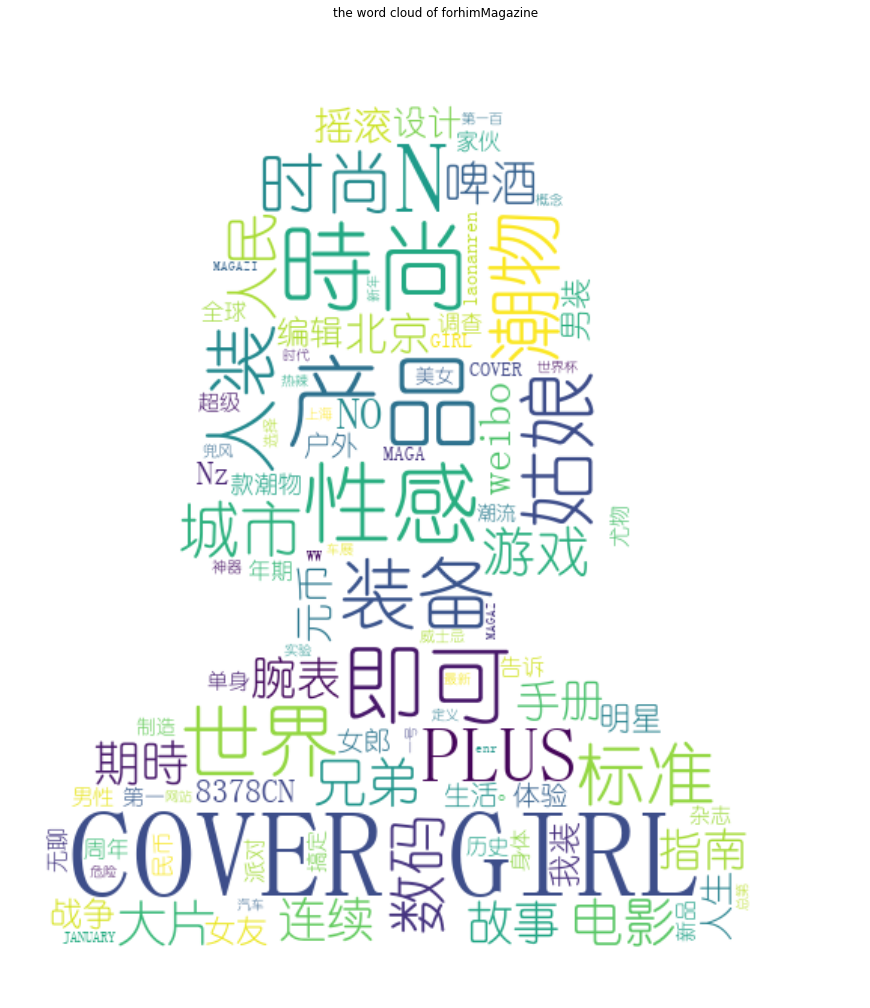 the word cloud of forhimMagazine
摇滚 设计 第一百
家伙
时尚 N 啤酒 概念
人民 時尚 laonanren 潮物
MAGAZI 新年 男装
全球 编辑 北京 调查 GIRL
人装 时代 产品 美女 COVER 世界杯
热辣 超级 上海 NO weibo 姑娘
兜风 户外 MAGA
Nz 款潮物 性感 潮流 尤物
城市 游戏
神器 年期 ww 车展
元币 装备 MAGAZ
实验 威士忌
单身 腕表 即可 最新 告诉
世界 定义 手册 明星
制造 女郎 PLUS enr 标准
期時 兄弟
男性 第一 网站 8378CN 生活 体验 杂志
无聊 周年 民币 COVER 派对 搞定 数码 GIRL 历史 身体 我装 指南
危险
战争 大片 汽车 连续 故事 电影 新品 人生 总第
JANUARY 女友